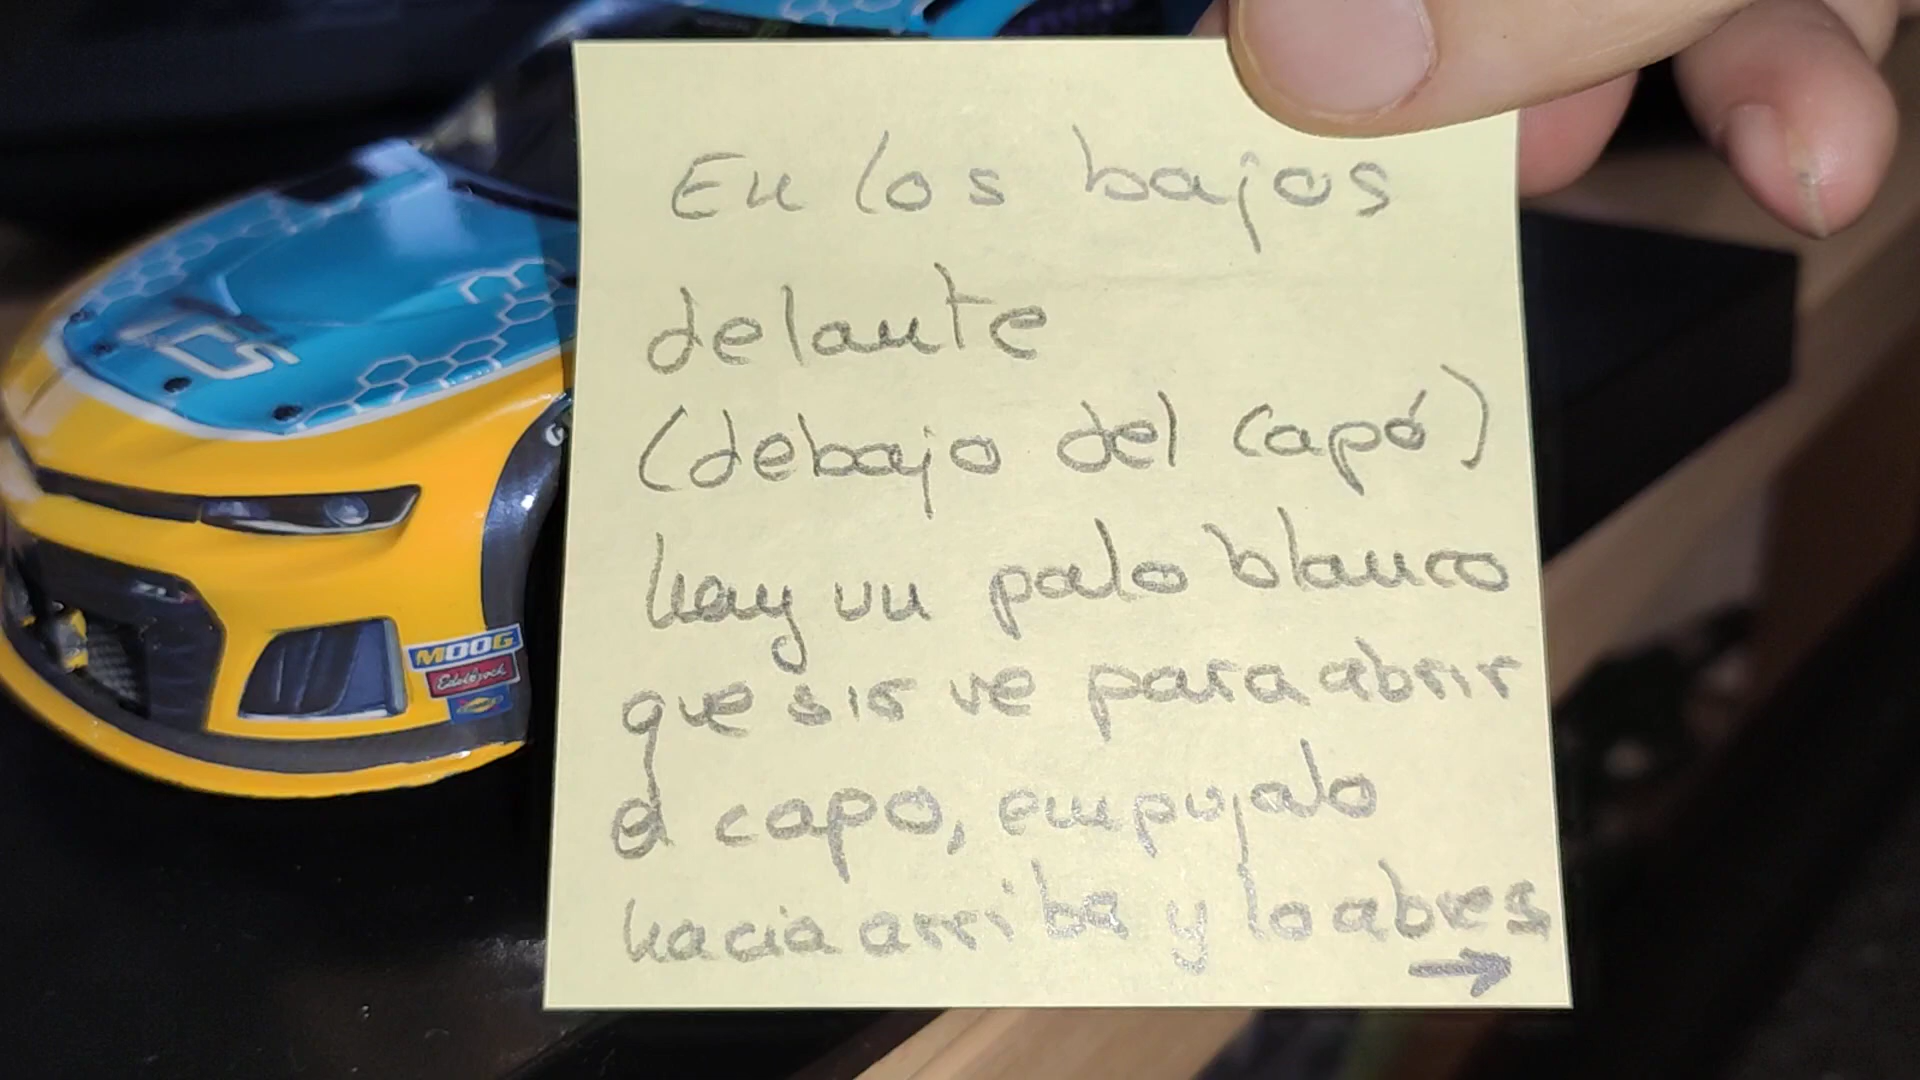 En los bajos
delante
(debajo del capó)
hay un palo blanco
que sirve para abrir
el capo, empujalo
hacia arriba y lo abres
→
MOOG
Edelbrock